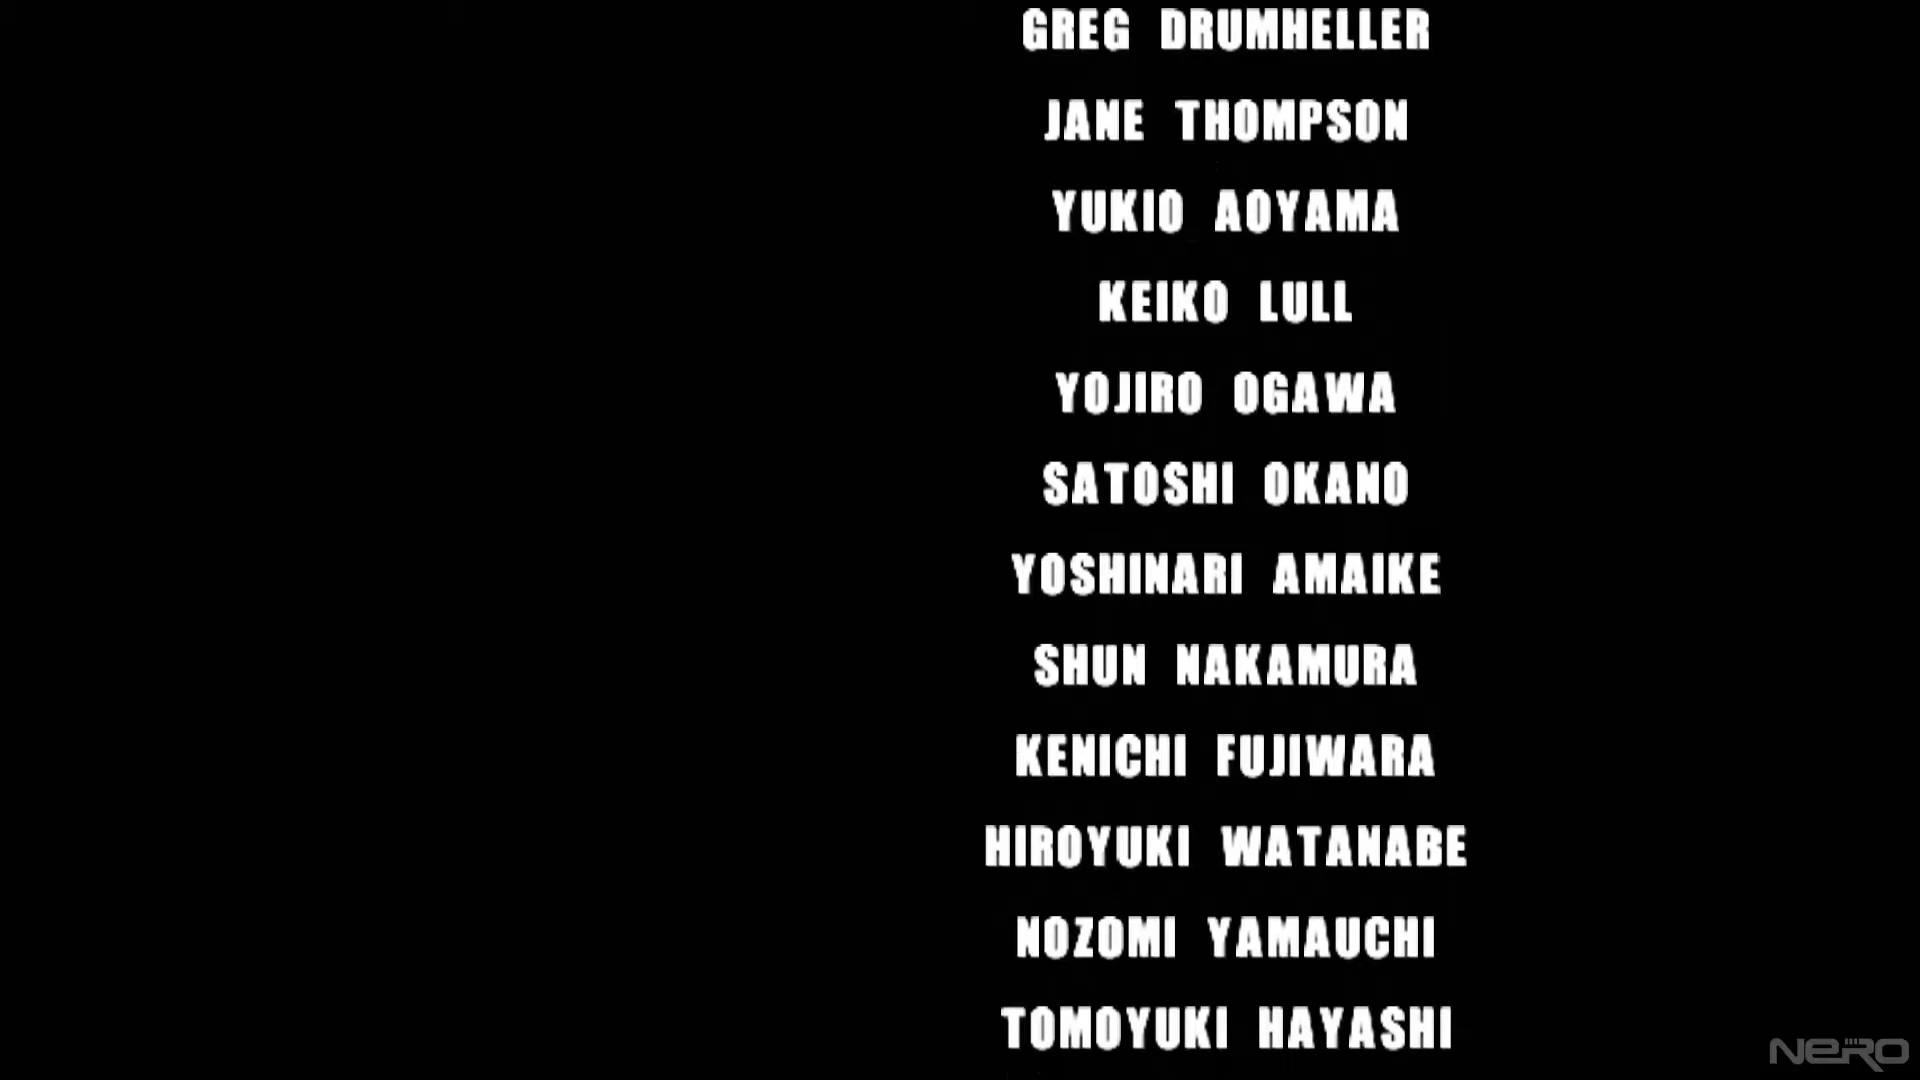 GREG DRUMHELLER
JANE THOMPSON
YUKIO AOYAMA
KEIKO LULL
YOJIRO OGAWA
SATOSHI OKANO
YOSHINARI AMAIKE
SHUN NAKAMURA
KENICHI FUJIWARA
HIROYUKI WATANABE
NOZOMI YAMAUCHI
TOMOYUKI HAYASHI
NERO